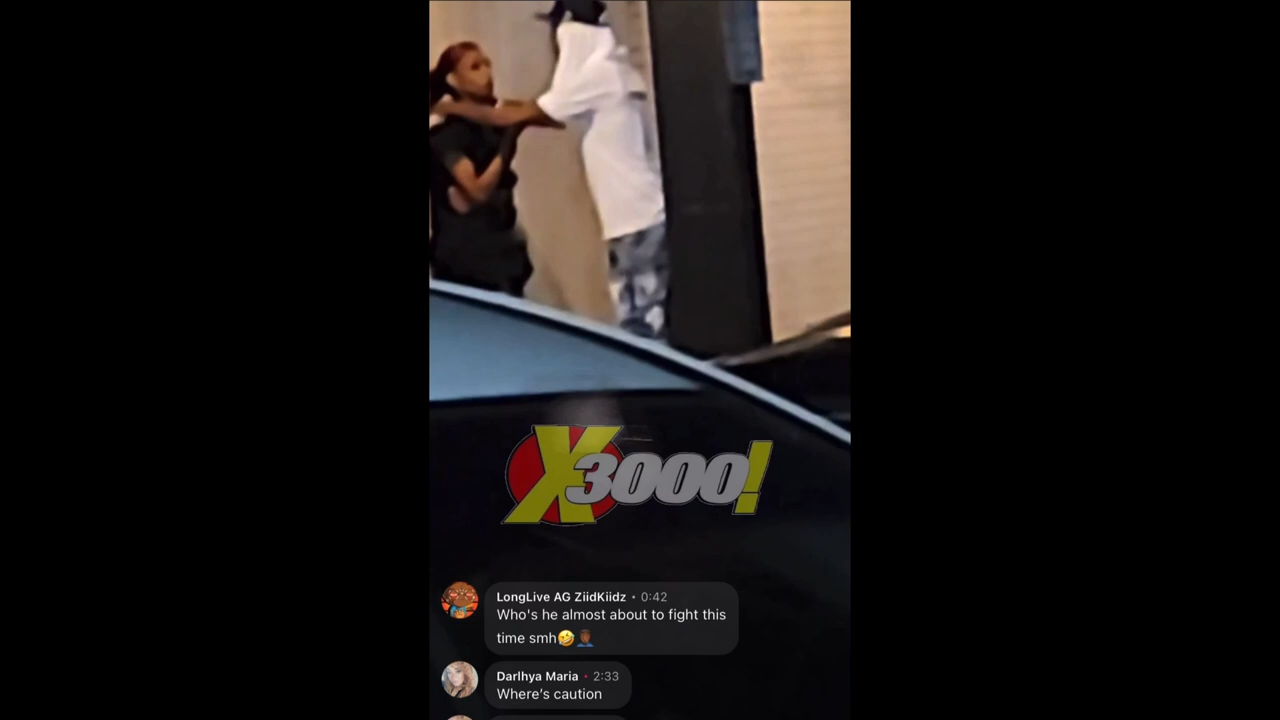 X3000!
LongLive AG ZiidKiidz • 0:42
Who's he almost about to fight this
time smh🤣🤦🏾‍♂️
Darlhya Maria • 2:33
Where's caution